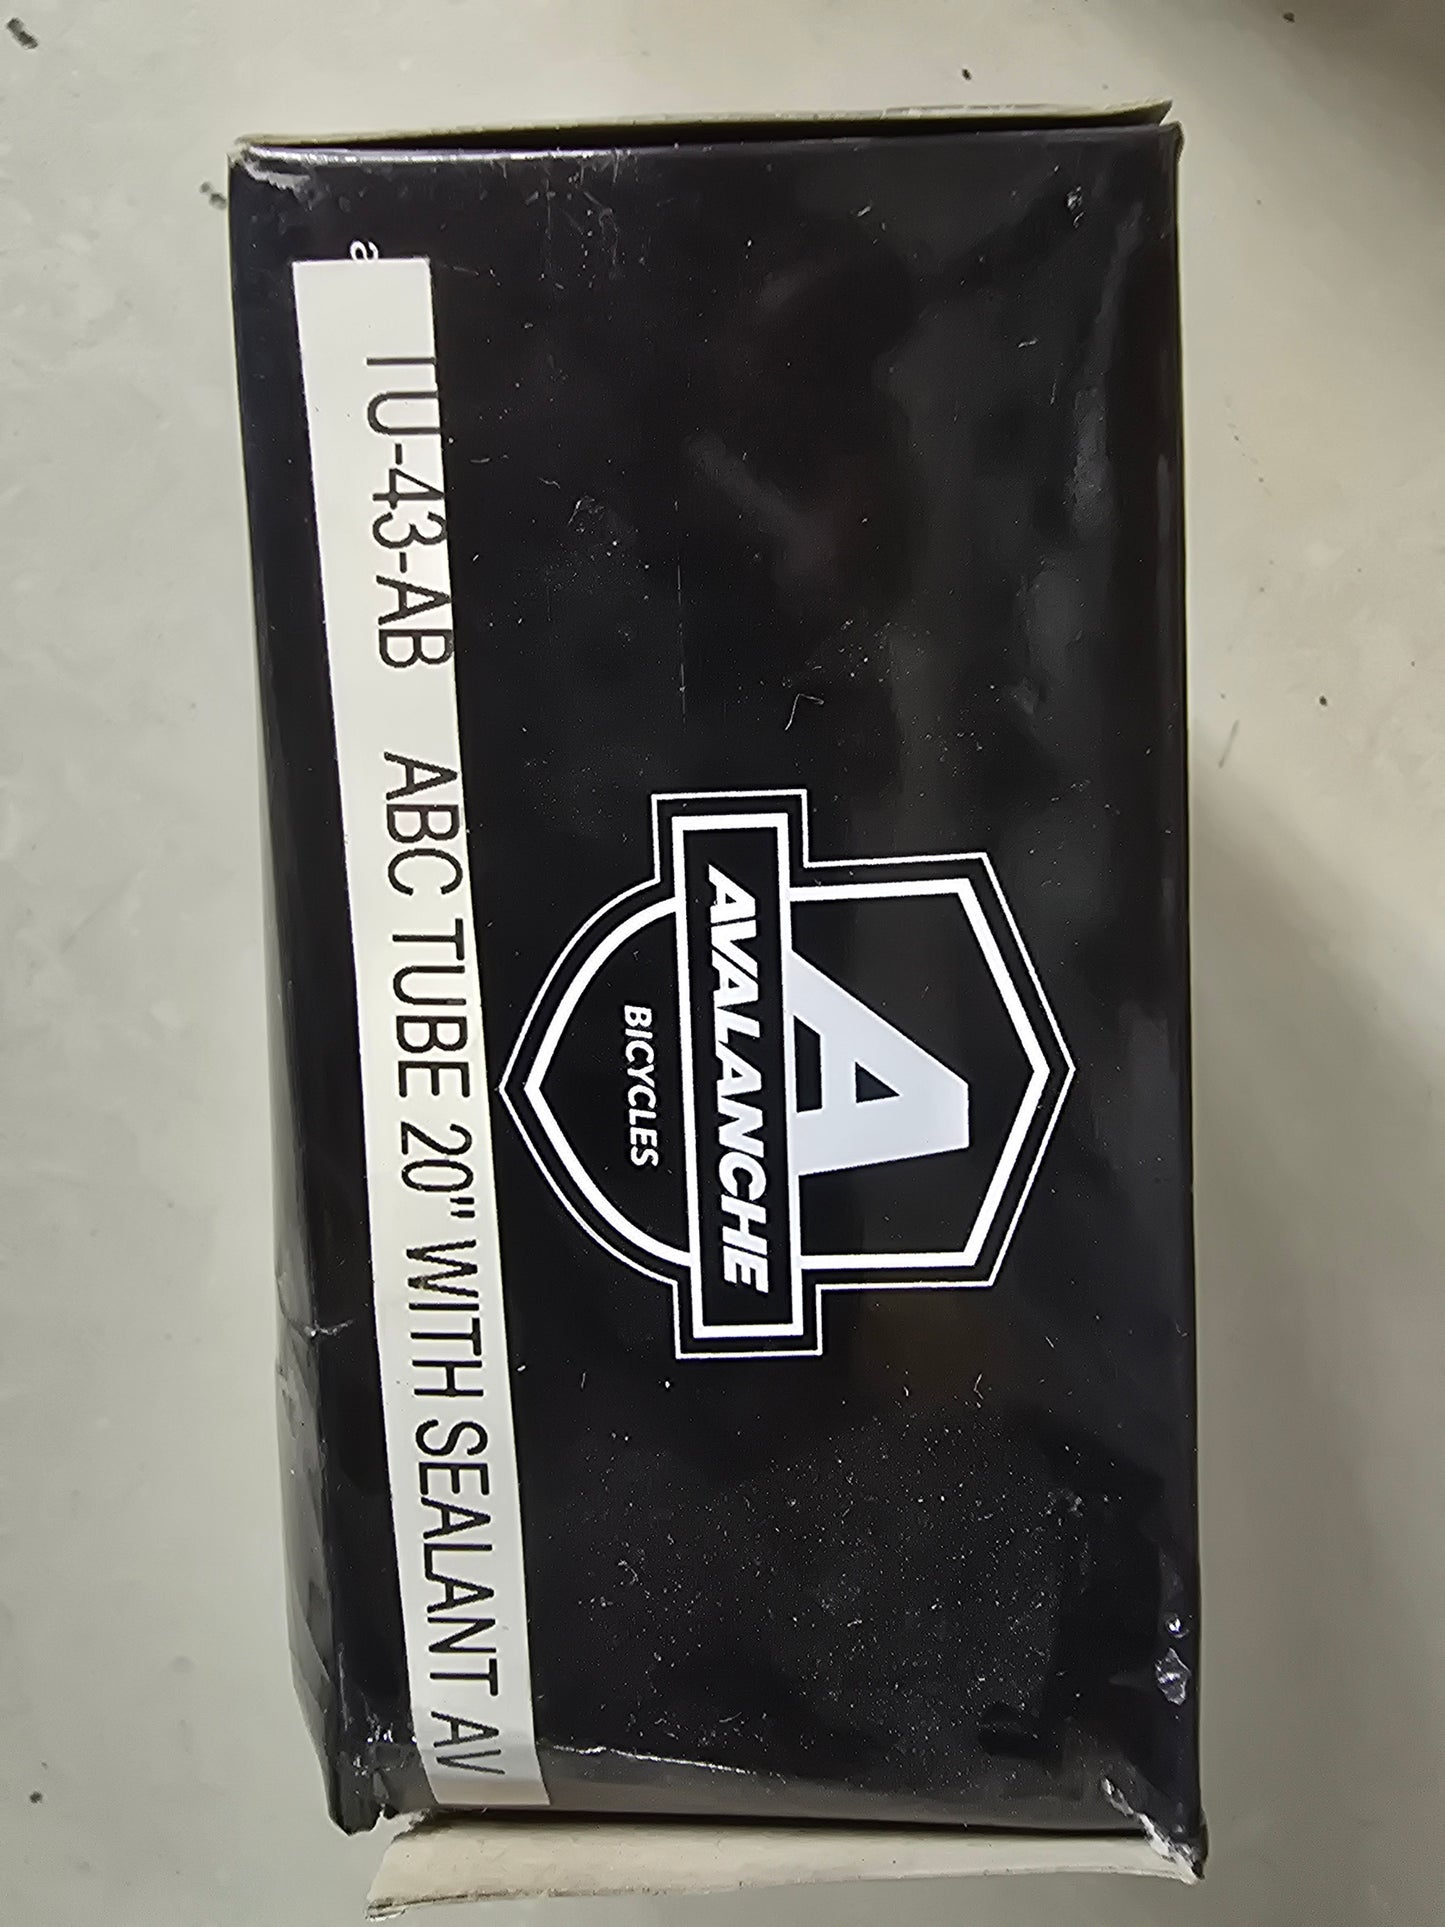 TU-43-AB ABC TUBE 20" WITH SEALANT AV
A
AVALANCHE
BICYCLES